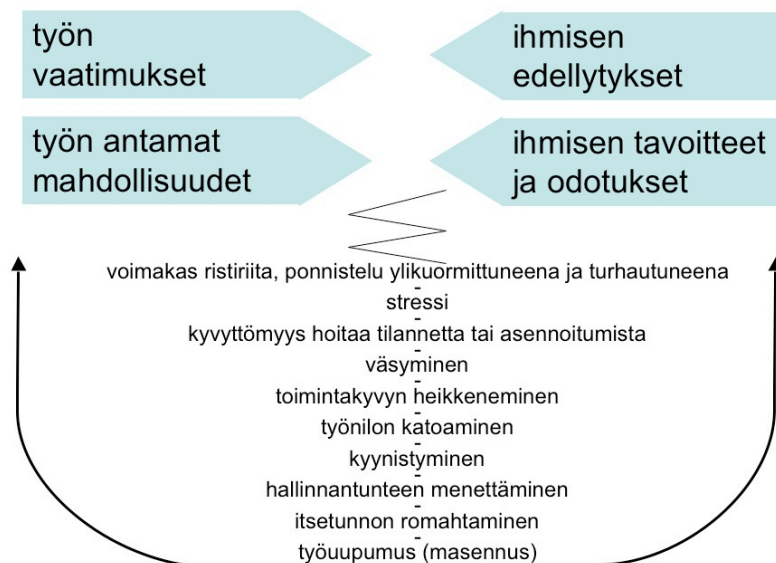 työn
vaatimukset
ihmisen
edellytykset
työn antamat
mahdollisuudet
ihmisen tavoitteet
ja odotukset
voimakas ristiriita, ponnistelu ylikuormittuneena ja turhautuneena
stressi
kyvyttömyys hoitaa tilannetta tai asennoitumista
väsyminen
toimintakyvyn heikkeneminen
työnilon katoaminen
kyynistyminen
hallinnantunteen menettäminen
itsetunnon romahtaminen
työuupumus (masennus)